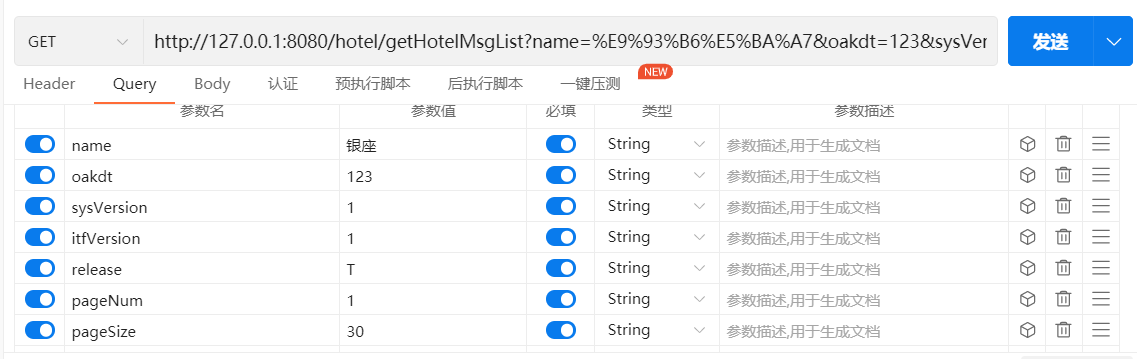 GET http://127.0.0.1:8080/hotel/getHotelMsgList?name=%E9%93%B6%E5%BA%A7&oakdt=123&sysVer 发送
Header Query Body 认证 预执行脚本 后执行脚本 一键压测 NEW
参数名 参数值 必填 类型 参数描述
name 银座 String 参数描述,用于生成文档
oakdt 123 String 参数描述,用于生成文档
sysVersion 1 String 参数描述,用于生成文档
itfVersion 1 String 参数描述,用于生成文档
release T String 参数描述,用于生成文档
pageNum 1 String 参数描述,用于生成文档
pageSize 30 String 参数描述,用于生成文档